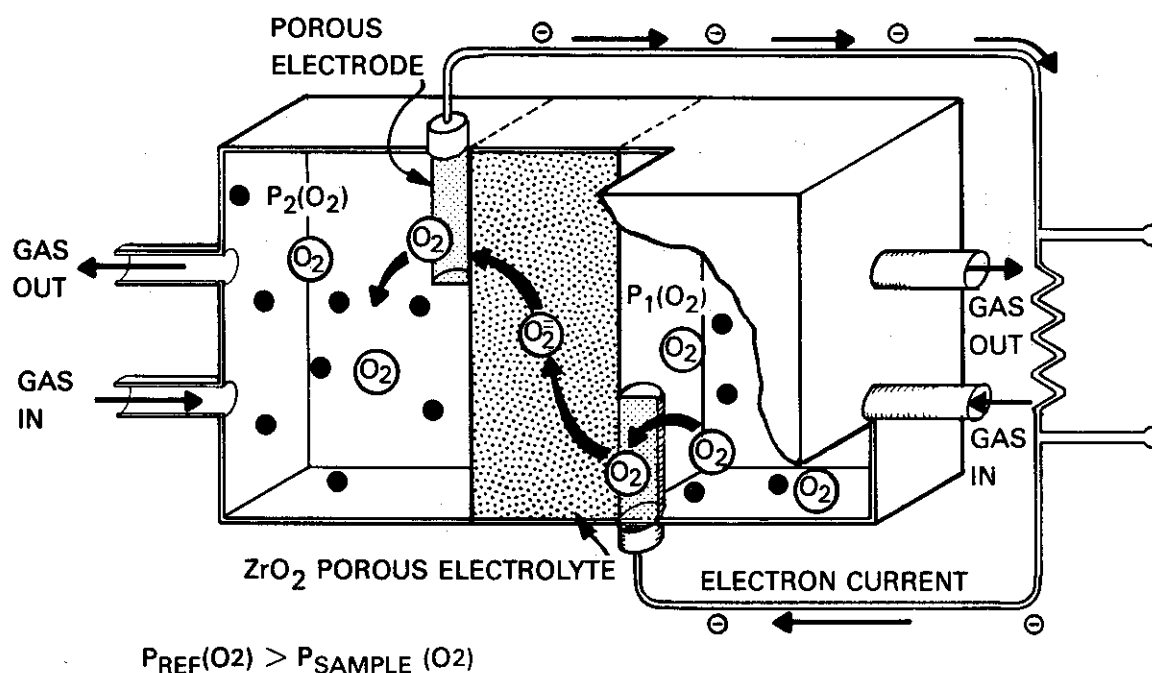 POROUS
ELECTRODE
⊖ ⊖ ⊖
P₂(O₂)
O₂
O₂
GAS
OUT
P₁(O₂)
GAS
OUT
O₂̄
O₂
O₂
GAS
IN
GAS
IN
O₂
O₂
O₂
ZrO₂ POROUS ELECTROLYTE
ELECTRON CURRENT
⊖ ⊖
PREF(O2) > PSAMPLE (O2)